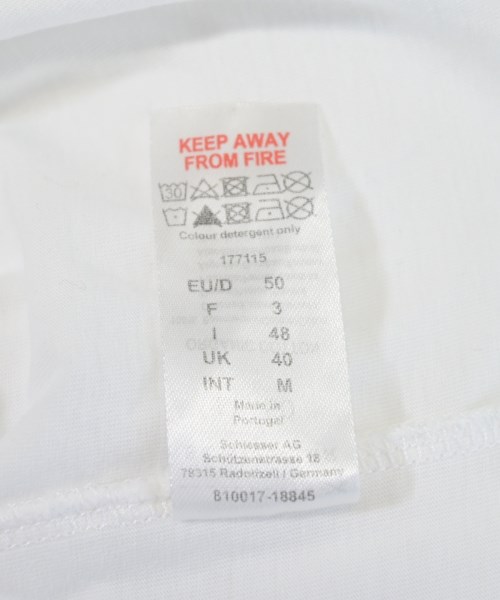 KEEP AWAY
FROM FIRE
30
Colour detergent only
177115
EU/D 50
F 3
I 48
UK 40
INT M
Made in
Portugal
Schiesser AG
Schützenstrasse 18
78315 Radolfzell / Germany
810017-18845